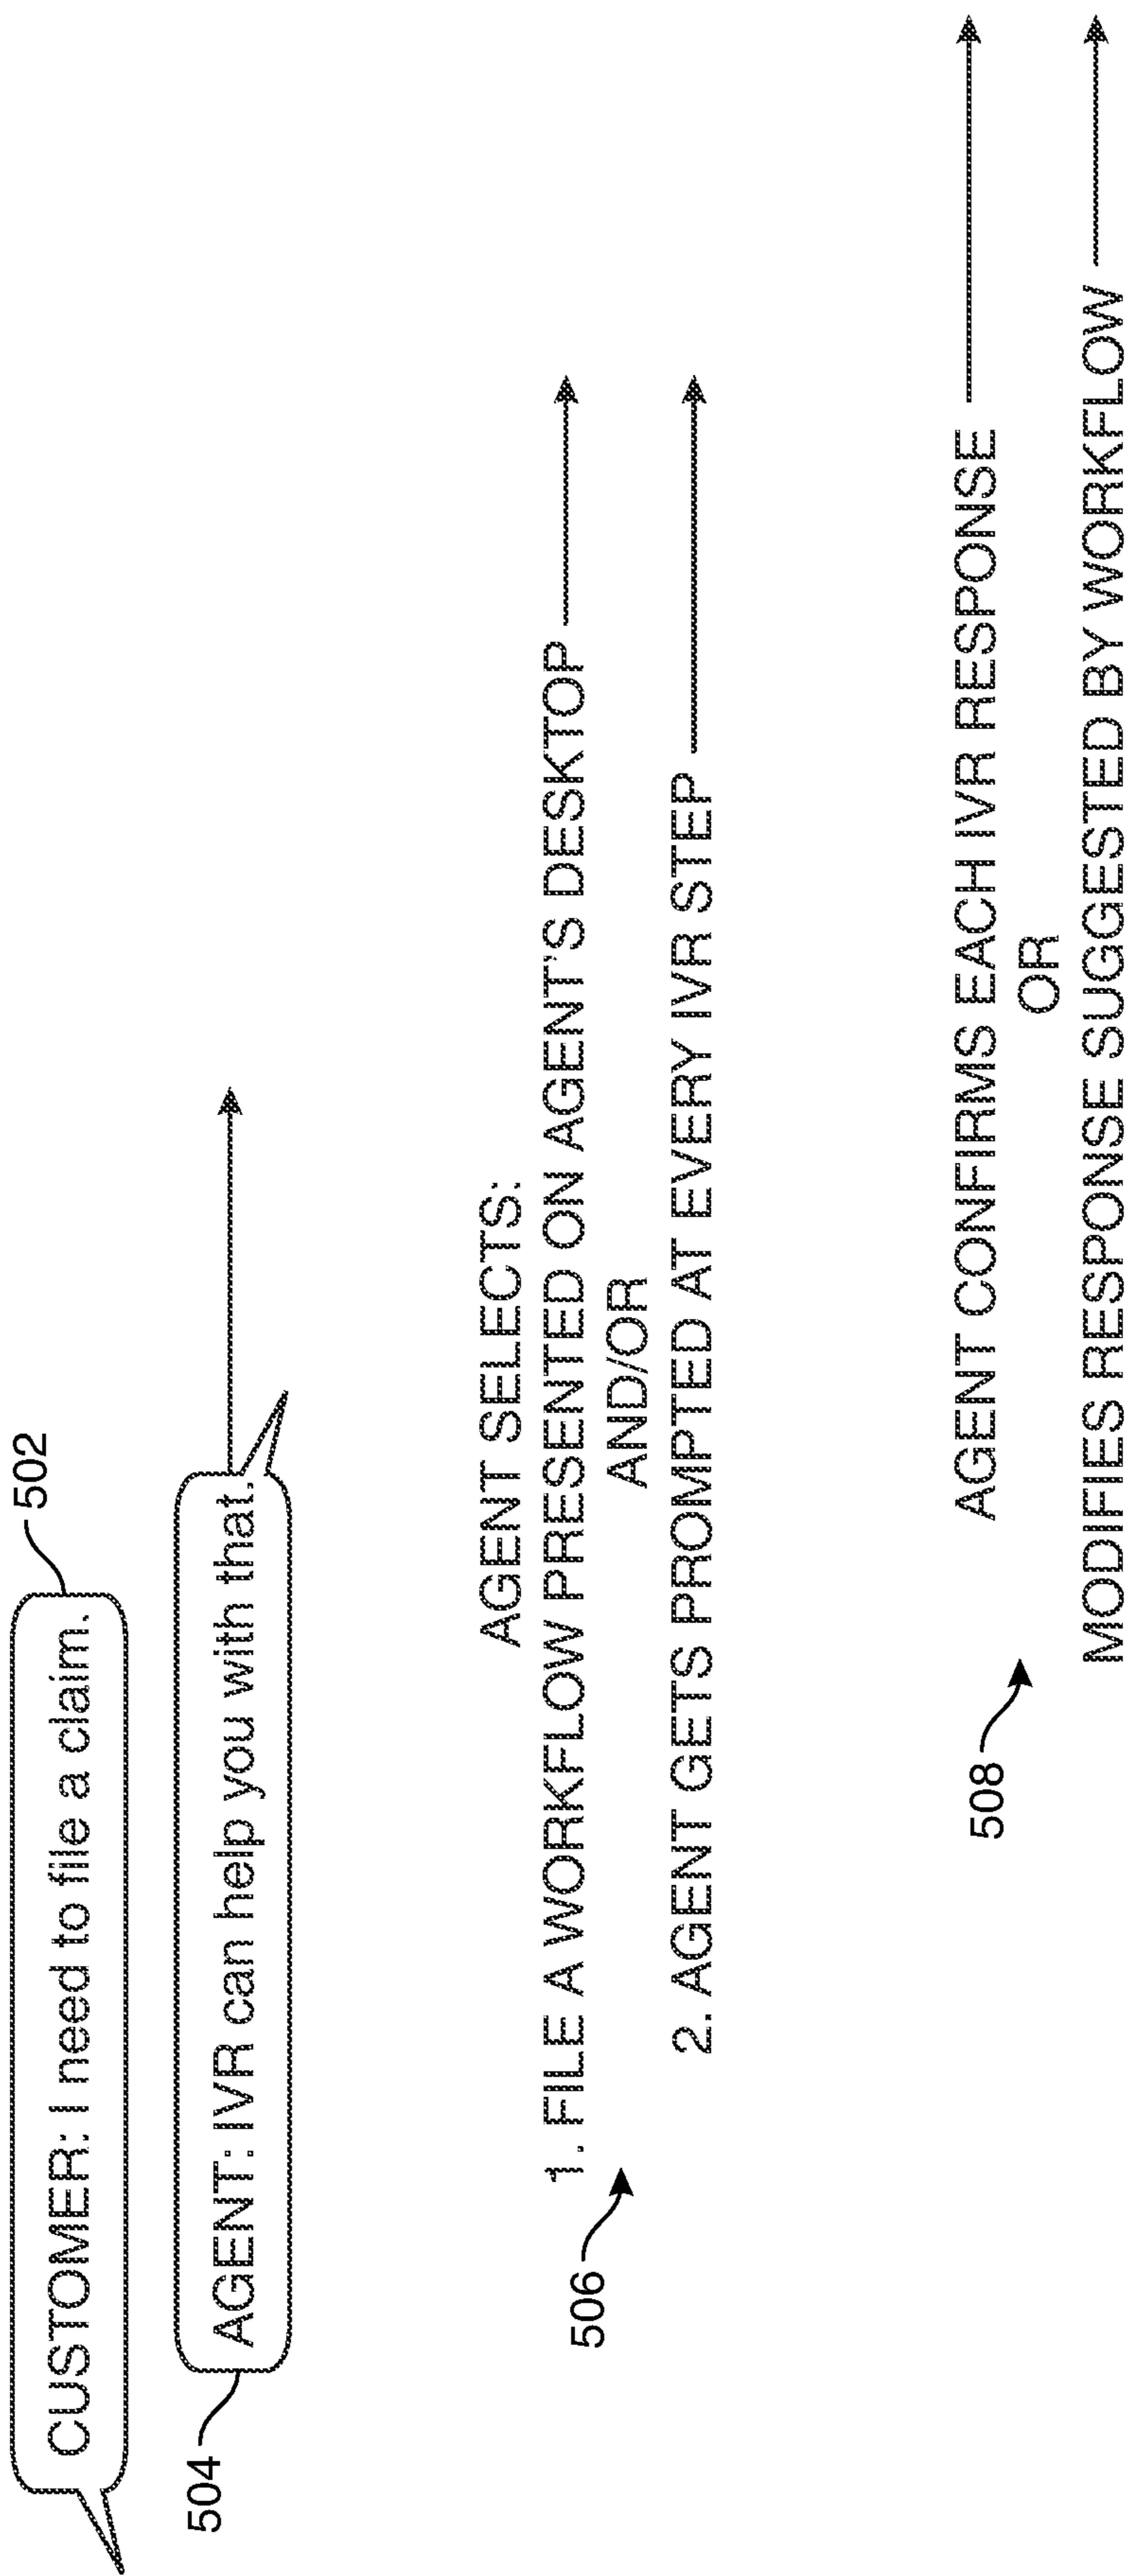 502
CUSTOMER: I need to file a claim.
504
AGENT: IVR can help you with that.
506
AGENT SELECTS:
1. FILE A WORKFLOW PRESENTED ON AGENT'S DESKTOP
AND/OR
2. AGENT GETS PROMPTED AT EVERY IVR STEP
508
AGENT CONFIRMS EACH IVR RESPONSE
OR
MODIFIES RESPONSE SUGGESTED BY WORKFLOW